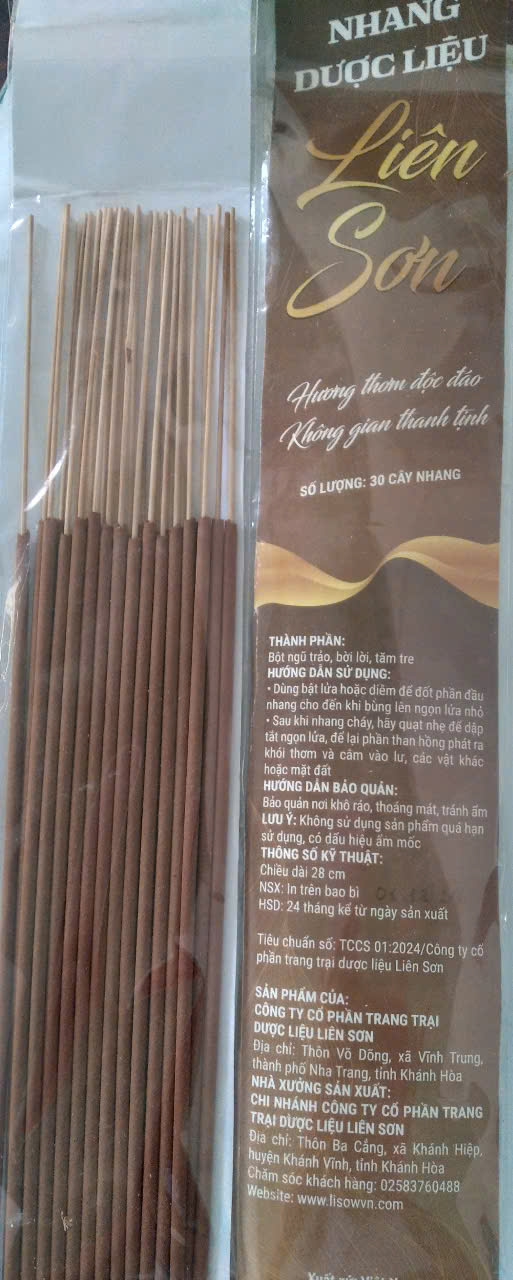 NHANG
DƯỢC LIỆU
Liên
Sơn
Hương thơm độc đáo
Không gian thanh tịnh
SỐ LƯỢNG: 30 CÂY NHANG
THÀNH PHẦN:
Bột ngũ trảo, bời lời, tăm tre
HƯỚNG DẪN SỬ DỤNG:
• Dùng bật lửa hoặc diêm để đốt phần đầu
nhang cho đến khi bùng lên ngọn lửa nhỏ
• Sau khi nhang cháy, hãy quạt nhẹ để dập
tắt ngọn lửa, để lại phần than hồng phát ra
khói thơm và cắm vào lư, các vật khác
hoặc mặt đất
HƯỚNG DẪN BẢO QUẢN:
Bảo quản nơi khô ráo, thoáng mát, tránh ẩm
LƯU Ý: Không sử dụng sản phẩm quá hạn
sử dụng, có dấu hiệu ẩm mốc
THÔNG SỐ KỸ THUẬT:
Chiều dài 28 cm
NSX: In trên bao bì
HSD: 24 tháng kể từ ngày sản xuất
Tiêu chuẩn số: TCCS 01:2024/Công ty cổ
phần trang trại dược liệu Liên Sơn
SẢN PHẨM CỦA:
CÔNG TY CỔ PHẦN TRANG TRẠI
DƯỢC LIỆU LIÊN SƠN
Địa chỉ: Thôn Võ Dõng, xã Vĩnh Trung,
thành phố Nha Trang, tỉnh Khánh Hòa
NHÀ XƯỞNG SẢN XUẤT:
CHI NHÁNH CÔNG TY CỔ PHẦN TRANG
TRẠI DƯỢC LIỆU LIÊN SƠN
Địa chỉ: Thôn Ba Cẳng, xã Khánh Hiệp,
huyện Khánh Vĩnh, tỉnh Khánh Hòa
Chăm sóc khách hàng: 02583760488
Website: www.lisowvn.com